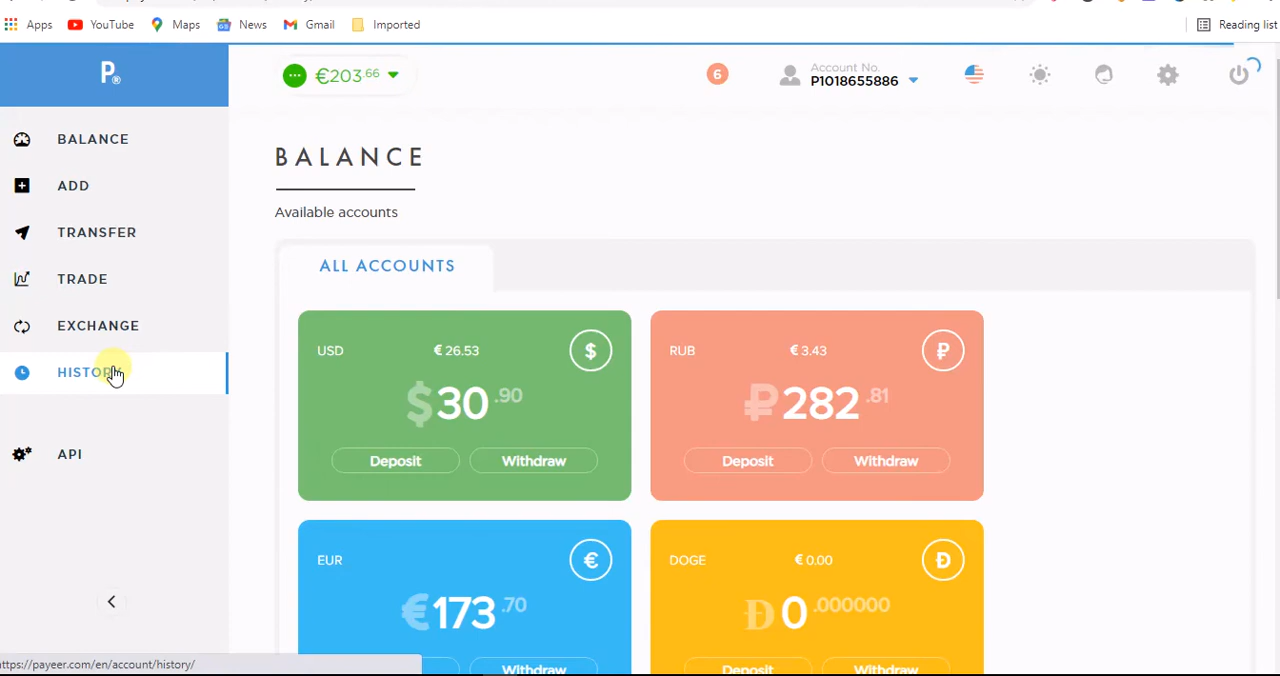 Apps YouTube Maps News Gmail Imported Reading list
P®
€203.66
6
Account No.
P1018655886
BALANCE
ADD
TRANSFER
TRADE
EXCHANGE
HISTORY
API
BALANCE
Available accounts
ALL ACCOUNTS
USD € 26.53 $
$30.90
Deposit Withdraw
RUB € 3.43 ₽
₽282.81
Deposit Withdraw
EUR €
€173.70
Withdraw
DOGE € 0.00 Ð
Ð0.000000
Deposit Withdraw
https://payeer.com/en/account/history/